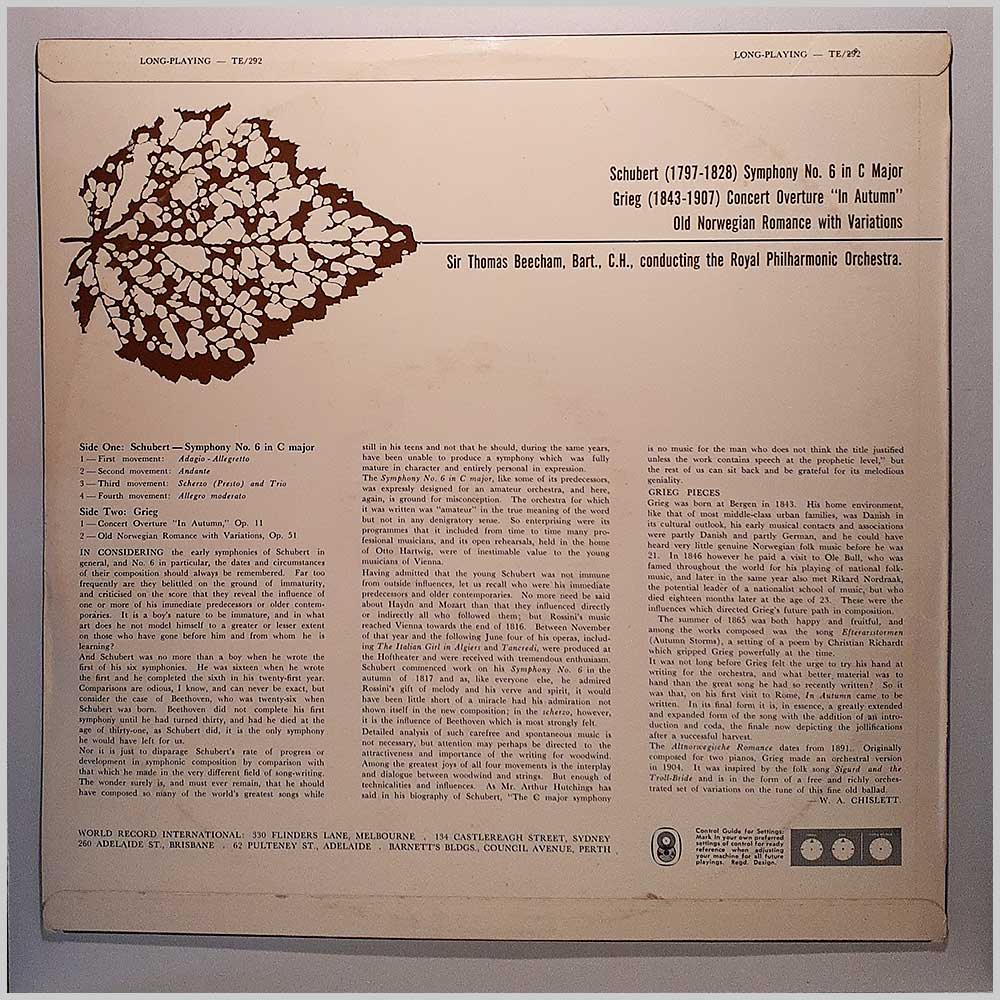 LONG-PLAYING — TE/292
LONG-PLAYING — TE/292
Schubert (1797-1828) Symphony No. 6 in C Major
Grieg (1843-1907) Concert Overture "In Autumn"
Old Norwegian Romance with Variations
Sir Thomas Beecham, Bart., C.H., conducting the Royal Philharmonic Orchestra.
Side One: Schubert — Symphony No. 6 in C major
1 — First movement: Adagio - Allegretto
2 — Second movement: Andante
3 — Third movement: Scherzo (Presto) and Trio
4 — Fourth movement: Allegro moderato
Side Two: Grieg
1 — Concert Overture "In Autumn," Op. 11
2 — Old Norwegian Romance with Variations, Op. 51
IN CONSIDERING the early symphonies of Schubert in
general, and No. 6 in particular, the dates and circumstances
of their composition should always be remembered. Far too
frequently are they belittled on the ground of immaturity,
and criticised on the score that they reveal the influence of
one or more of his immediate predecessors or older contem-
poraries. It is a boy's nature to be immature, and in what
art does he not model himself to a greater or lesser extent
on those who have gone before him and from whom he is
learning?
And Schubert was no more than a boy when he wrote the
first of his six symphonies. He was sixteen when he wrote
the first and he completed the sixth in his twenty-first year.
Comparisons are odious, I know, and can never be exact, but
consider the case of Beethoven, who was twenty-six when
Schubert was born. Beethoven did not complete his first
symphony until he had turned thirty, and had he died at the
age of thirty-one, as Schubert did, it is the only symphony
he would have left for us.
Nor it is just to disparage Schubert's rate of progress or
development in symphonic composition by comparison with
that which he made in the very different field of song-writing.
The wonder surely is, and must ever remain, that he should
have composed so many of the world's greatest songs while
still in his teens and not that he should, during the same years,
have been unable to produce a symphony which was fully
mature in character and entirely personal in expression.
The Symphony No. 6 in C major, like some of its predecessors,
was expressly designed for an amateur orchestra, and here,
again, is ground for misconception. The orchestra for which
it was written was "amateur" in the true meaning of the word
but not in any denigratory sense. So enterprising were its
programmes that it included from time to time many pro-
fessional musicians, and its open rehearsals, held in the home
of Otto Hartwig, were of inestimable value to the young
musicians of Vienna.
Having admitted that the young Schubert was not immune
from outside influences, let us recall who were his immediate
predecessors and older contemporaries. No more need be said
about Haydn and Mozart than that they influenced directly
or indirectly all who followed them; but Rossini's music
reached Vienna towards the end of 1816. Between November
of that year and the following June four of his operas, includ-
ing The Italian Girl in Algiers and Tancredi, were produced at
the Hoftheater and were received with tremendous enthusiasm.
Schubert commenced work on his Symphony No. 6 in the
autumn of 1817 and as, like everyone else, he admired
Rossini's gift of melody and his verve and spirit, it would
have been little short of a miracle had his admiration not
shown itself in the new composition; in the scherzo, however,
it is the influence of Beethoven which is most strongly felt.
Detailed analysis of such carefree and spontaneous music is
not necessary, but attention may perhaps be directed to the
attractiveness and importance of the writing for woodwind.
Among the greatest joys of all four movements is the interplay
and dialogue between woodwind and strings. But enough of
technicalities and influences. As Mr. Arthur Hutchings has
said in his biography of Schubert, "The C major symphony
is no music for the man who does not think the title justified
unless the work contains speech at the prophetic level," but
the rest of us can sit back and be grateful for its melodious
geniality.
GRIEG PIECES
Grieg was born at Bergen in 1843. His home environment,
like that of most middle-class urban families, was Danish in
its cultural outlook, his early musical contacts and associations
were partly Danish and partly German, and he could have
heard very little genuine Norwegian folk music before he was
21. In 1846 however he paid a visit to Ole Bull, who was
famed throughout the world for his playing of national folk-
music, and later in the same year also met Rikard Nordraak,
the potential leader of a nationalist school of music, but who
died eighteen months later at the age of 23. These were the
influences which directed Grieg's future path in composition.
The summer of 1865 was both happy and fruitful, and
among the works composed was the song Efterarsstormen
(Autumn Storms), a setting of a poem by Christian Richardt
which gripped Grieg powerfully at the time.
It was not long before Grieg felt the urge to try his hand at
writing for the orchestra, and what better material was to
hand than the great song he had so recently written? So it
was that, on his first visit to Rome, In Autumn came to be
written. In its final form it is, in essence, a greatly extended
and expanded form of the song with the addition of an intro-
duction and coda, the finale now depicting the jollifications
after a successful harvest.
The Altnorwegische Romance dates from 1891. Originally
composed for two pianos, Grieg made an orchestral version
in 1904. It was inspired by the folk song Sigurd and the
Troll-Bride and is in the form of a free and richly orches-
trated set of variations on the tune of this fine old ballad.
—W. A. CHISLETT.
WORLD RECORD INTERNATIONAL: 330 FLINDERS LANE, MELBOURNE . 134 CASTLEREAGH STREET, SYDNEY
260 ADELAIDE ST., BRISBANE . 62 PULTENEY ST., ADELAIDE . BARNETT'S BLDGS., COUNCIL AVENUE, PERTH
Control Guide for Settings:
Mark in your own preferred
settings of control for ready
reference when adjusting
your machine for all future
playings. Regd. Design.